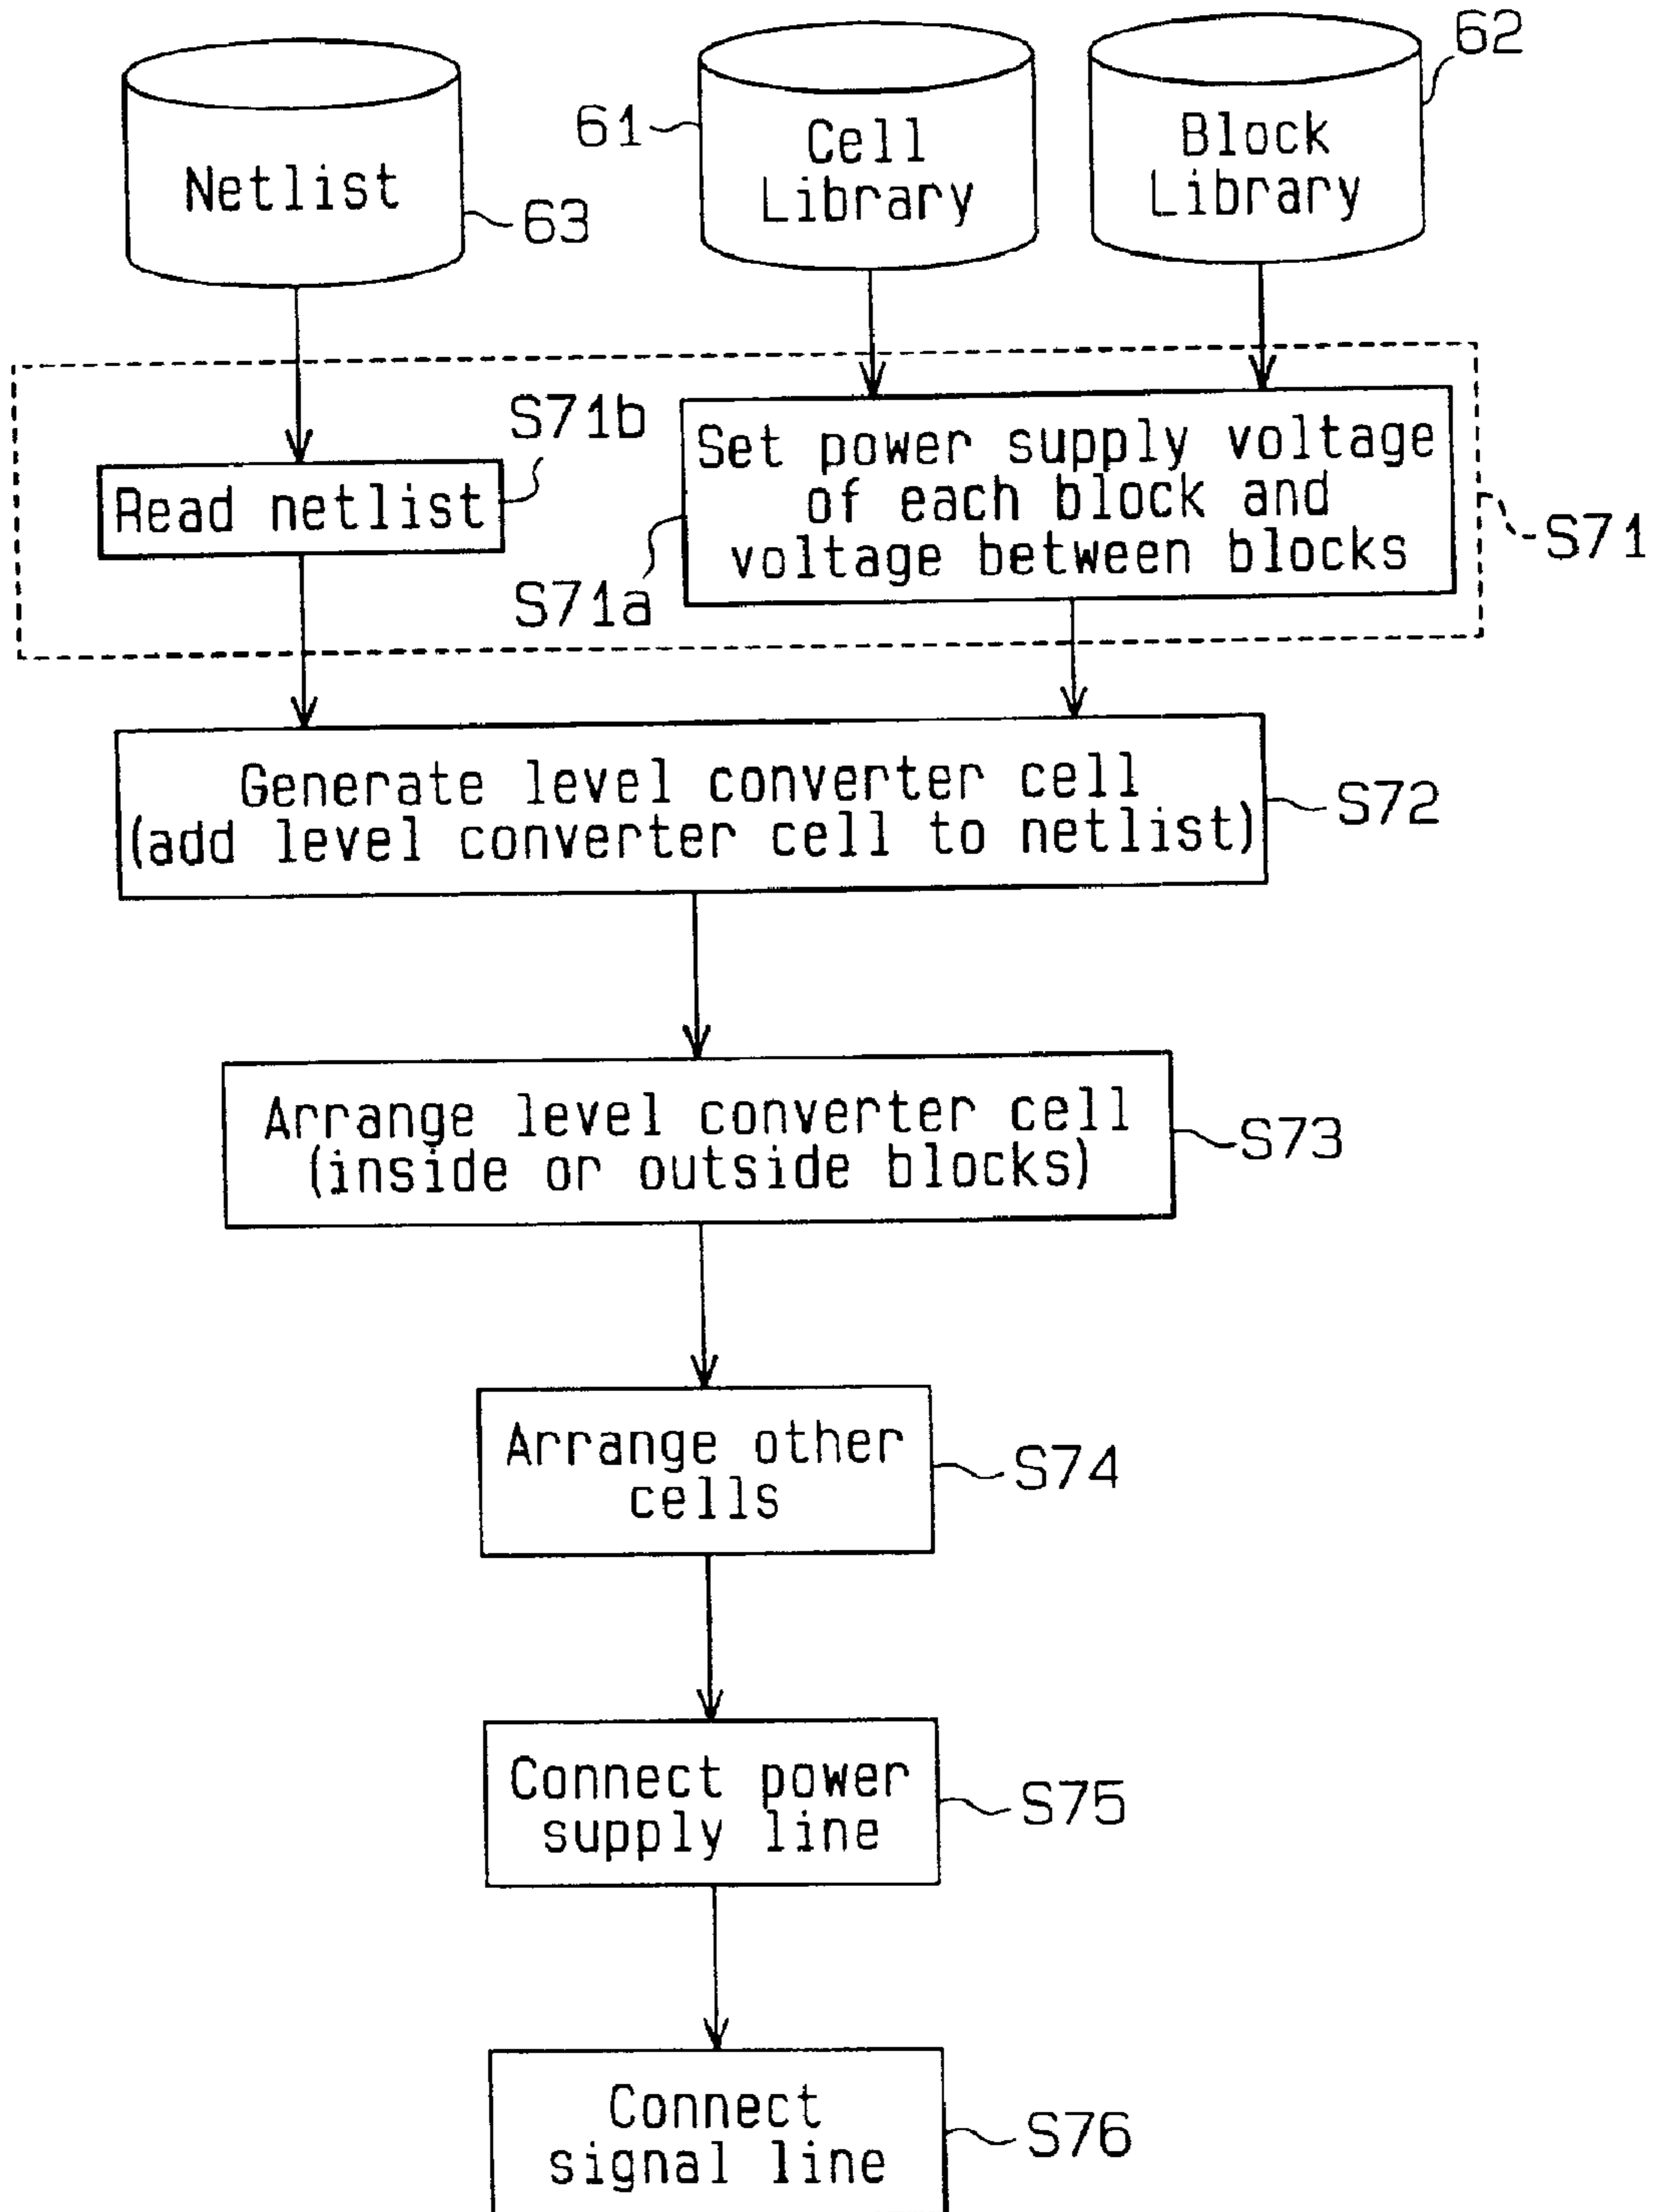 62
61
Cell
Library
Block
Library
Netlist
63
S71b
Set power supply voltage
of each block and
voltage between blocks
Read netlist
S71
S71a
Generate level converter cell
(add level converter cell to netlist)
S72
Arrange level converter cell
(inside or outside blocks)
S73
Arrange other
cells
S74
Connect power
supply line
S75
Connect
signal line
S76